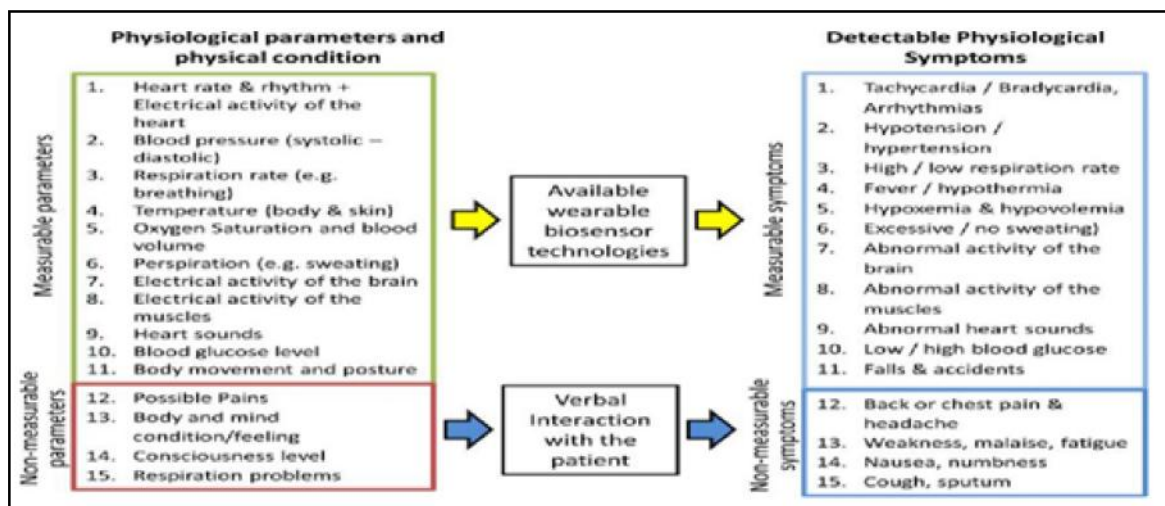 Physiological parameters and
physical condition
Measurable parameters
1. Heart rate & rhythm +
Electrical activity of the
heart
2. Blood pressure (systolic –
diastolic)
3. Respiration rate (e.g.
breathing)
4. Temperature (body & skin)
5. Oxygen Saturation and blood
volume
6. Perspiration (e.g. sweating)
7. Electrical activity of the brain
8. Electrical activity of the
muscles
9. Heart sounds
10. Blood glucose level
11. Body movement and posture
Non-measurable
parameters
12. Possible Pains
13. Body and mind
condition/feeling
14. Consciousness level
15. Respiration problems
Available
wearable
biosensor
technologies
Verbal
Interaction
with the
patient
Detectable Physiological
Symptoms
Measurable symptoms
1. Tachycardia / Bradycardia,
Arrhythmias
2. Hypotension /
hypertension
3. High / low respiration rate
4. Fever / hypothermia
5. Hypoxemia & hypovolemia
6. Excessive / no sweating)
7. Abnormal activity of the
brain
8. Abnormal activity of the
muscles
9. Abnormal heart sounds
10. Low / high blood glucose
11. Falls & accidents
Non-measurable
symptoms
12. Back or chest pain &
headache
13. Weakness, malaise, fatigue
14. Nausea, numbness
15. Cough, sputum